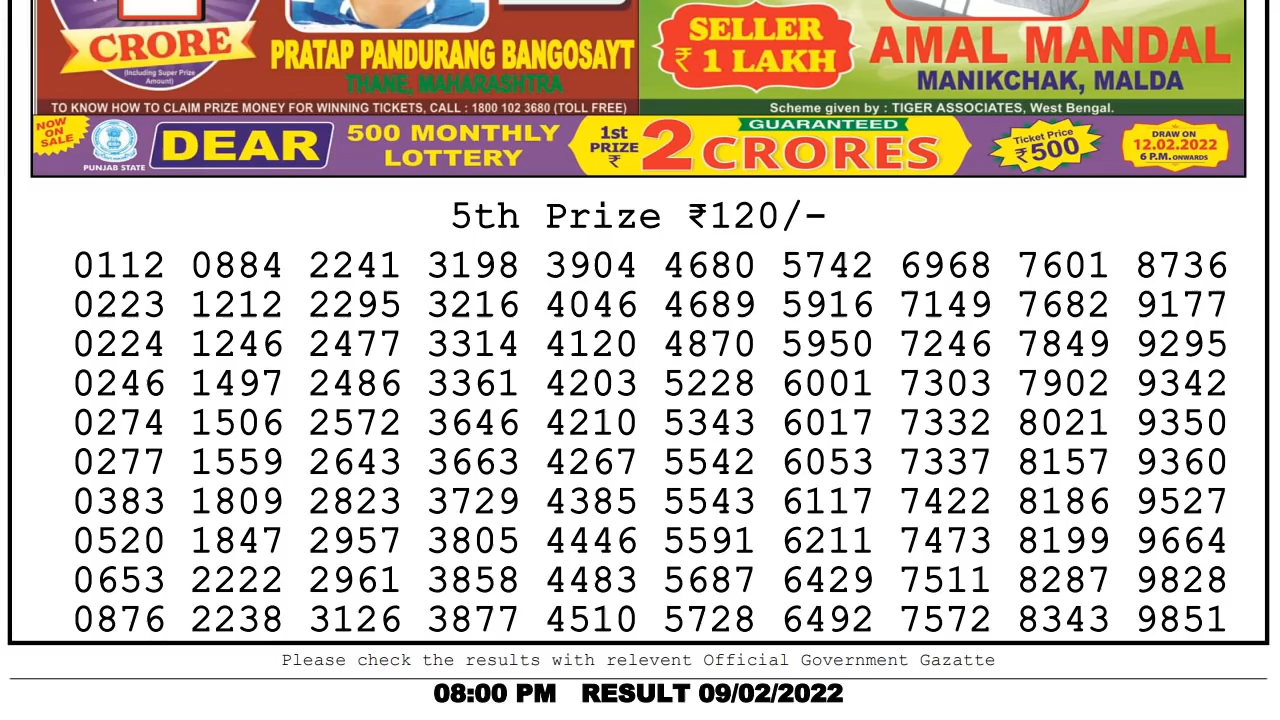 CRORE
(Including Super Prize
Amount)
PRATAP PANDURANG BANGOSAYT
THANE, MAHARASHTRA
TO KNOW HOW TO CLAIM PRIZE MONEY FOR WINNING TICKETS, CALL : 1800 102 3680 (TOLL FREE)
SELLER
₹ 1 LAKH
AMAL MANDAL
MANIKCHAK, MALDA
Scheme given by : TIGER ASSOCIATES, West Bengal.
NOW
ON
SALE
PUNJAB STATE
DEAR
500 MONTHLY
LOTTERY
1st
PRIZE
₹
2 CRORES
GUARANTEED
Ticket Price
₹500
DRAW ON
12.02.2022
6 P.M. ONWARDS
5th Prize ₹120/-
0112 0884 2241 3198 3904 4680 5742 6968 7601 8736
0223 1212 2295 3216 4046 4689 5916 7149 7682 9177
0224 1246 2477 3314 4120 4870 5950 7246 7849 9295
0246 1497 2486 3361 4203 5228 6001 7303 7902 9342
0274 1506 2572 3646 4210 5343 6017 7332 8021 9350
0277 1559 2643 3663 4267 5542 6053 7337 8157 9360
0383 1809 2823 3729 4385 5543 6117 7422 8186 9527
0520 1847 2957 3805 4446 5591 6211 7473 8199 9664
0653 2222 2961 3858 4483 5687 6429 7511 8287 9828
0876 2238 3126 3877 4510 5728 6492 7572 8343 9851
Please check the results with relevent Official Government Gazatte
08:00 PM RESULT 09/02/2022